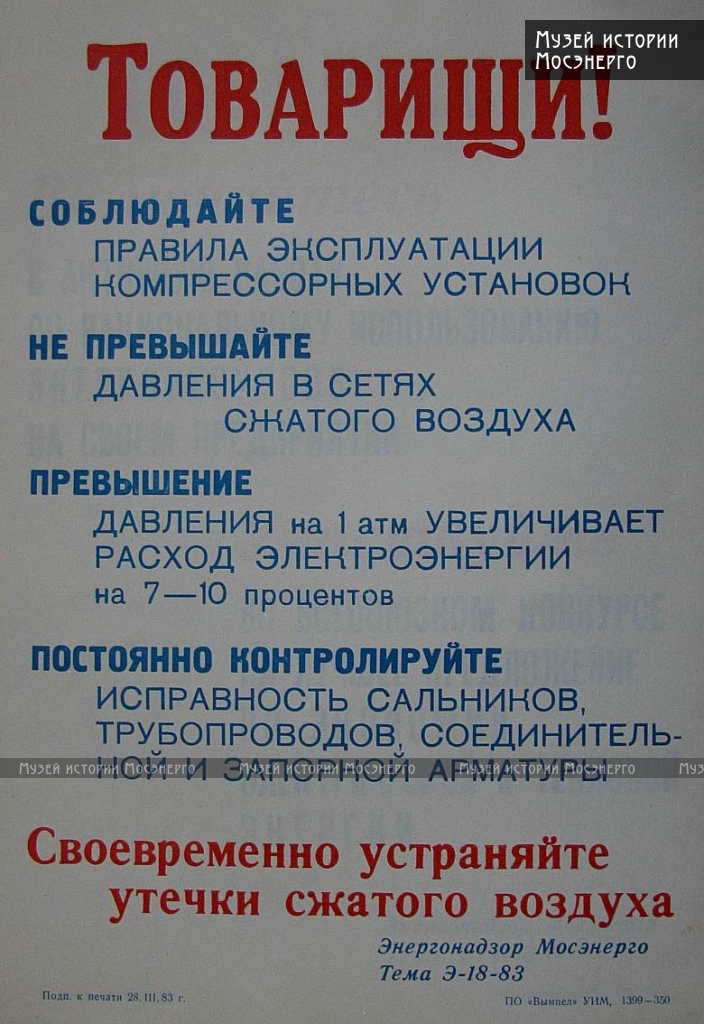 Музей истории
Мосэнерго
Товарищи!
СОБЛЮДАЙТЕ
ПРАВИЛА ЭКСПЛУАТАЦИИ
КОМПРЕССОРНЫХ УСТАНОВОК
НЕ ПРЕВЫШАЙТЕ
ДАВЛЕНИЯ В СЕТЯХ
СЖАТОГО ВОЗДУХА
ПРЕВЫШЕНИЕ
ДАВЛЕНИЯ на 1 атм УВЕЛИЧИВАЕТ
РАСХОД ЭЛЕКТРОЭНЕРГИИ
на 7—10 процентов
ПОСТОЯННО КОНТРОЛИРУЙТЕ
ИСПРАВНОСТЬ САЛЬНИКОВ,
ТРУБОПРОВОДОВ, СОЕДИНИТЕЛЬ-
НОЙ И ЗАПОРНОЙ АРМАТУРЫ
Музей истории Мосэнерго Музей истории Мосэнерго Музей истории Мосэнерго Муз
Своевременно устраняйте
утечки сжатого воздуха
Энергонадзор Мосэнерго
Тема Э-18-83
Подп. к печати 28.III.83 г.
ПО «Вымпел» УИМ, 1399—350